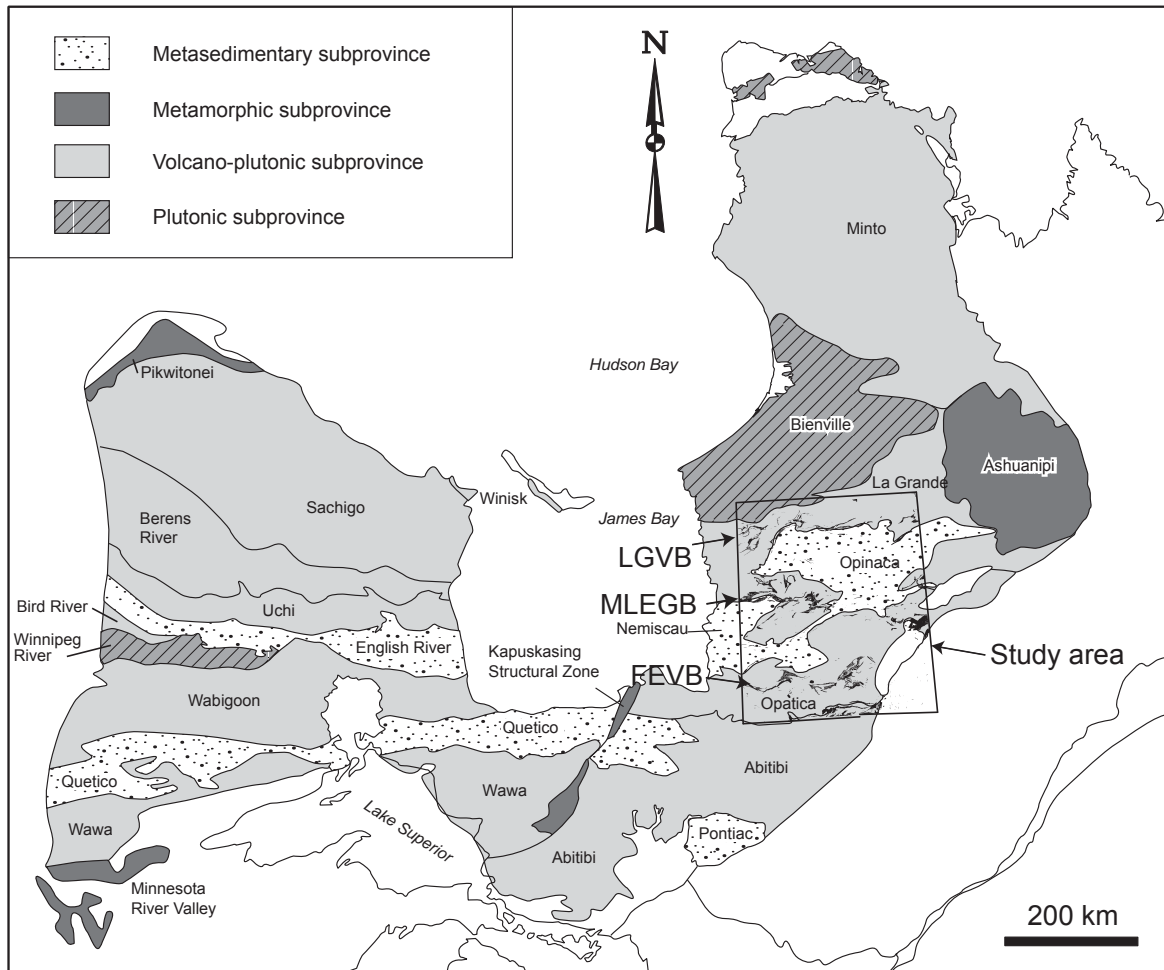 Metasedimentary subprovince
Metamorphic subprovince
Volcano-plutonic subprovince
Plutonic subprovince
N
Minto
Hudson Bay
Pikwitonei
Bienville
Ashuanipi
La Grande
Winisk
Sachigo
Berens
River
James Bay
LGVB
Opinaca
Uchi
MLEGB
Bird River
Nemiscau
Winnipeg
River
English River
Kapuskasing
Structural Zone
Study area
FEVB
Opatica
Wabigoon
Quetico
Abitibi
Quetico
Wawa
Wawa
Lake Superior
Pontiac
Abitibi
Minnesota
River Valley
200 km